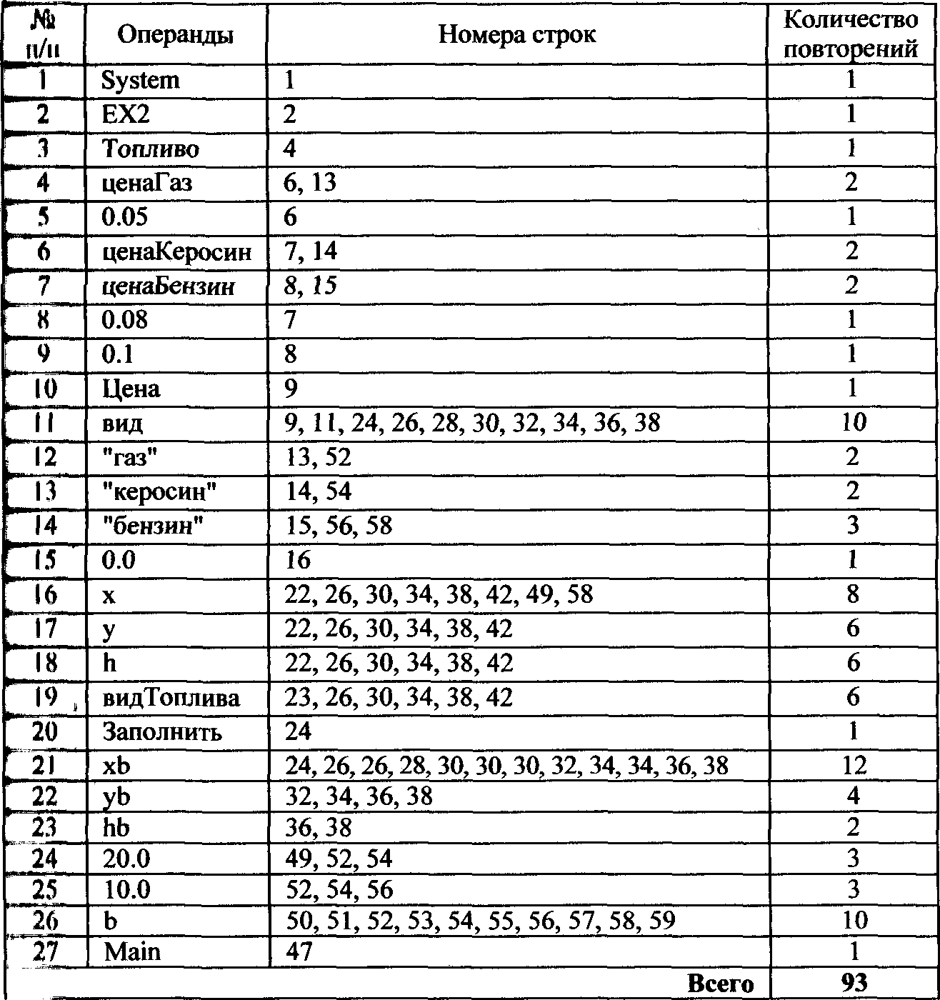 № п/п Операнды Номера строк Количество повторений
1 System 1 1
2 EX2 2 1
3 Топливо 4 1
4 ценаГаз 6, 13 2
5 0.05 6 1
6 ценаКеросин 7, 14 2
7 ценаБензин 8, 15 2
8 0.08 7 1
9 0.1 8 1
10 Цена 9 1
11 вид 9, 11, 24, 26, 28, 30, 32, 34, 36, 38 10
12 "газ" 13, 52 2
13 "керосин" 14, 54 2
14 "бензин" 15, 56, 58 3
15 0.0 16 1
16 x 22, 26, 30, 34, 38, 42, 49, 58 8
17 y 22, 26, 30, 34, 38, 42 6
18 h 22, 26, 30, 34, 38, 42 6
19 видТоплива 23, 26, 30, 34, 38, 42 6
20 Заполнить 24 1
21 xb 24, 26, 26, 28, 30, 30, 30, 32, 34, 34, 36, 38 12
22 yb 32, 34, 36, 38 4
23 hb 36, 38 2
24 20.0 49, 52, 54 3
25 10.0 52, 54, 56 3
26 b 50, 51, 52, 53, 54, 55, 56, 57, 58, 59 10
27 Main 47 1
Всего 93